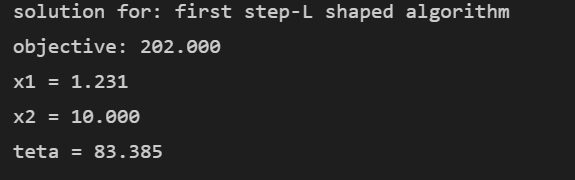 solution for: first step-L shaped algorithm
objective: 202.000
x1 = 1.231
x2 = 10.000
teta = 83.385